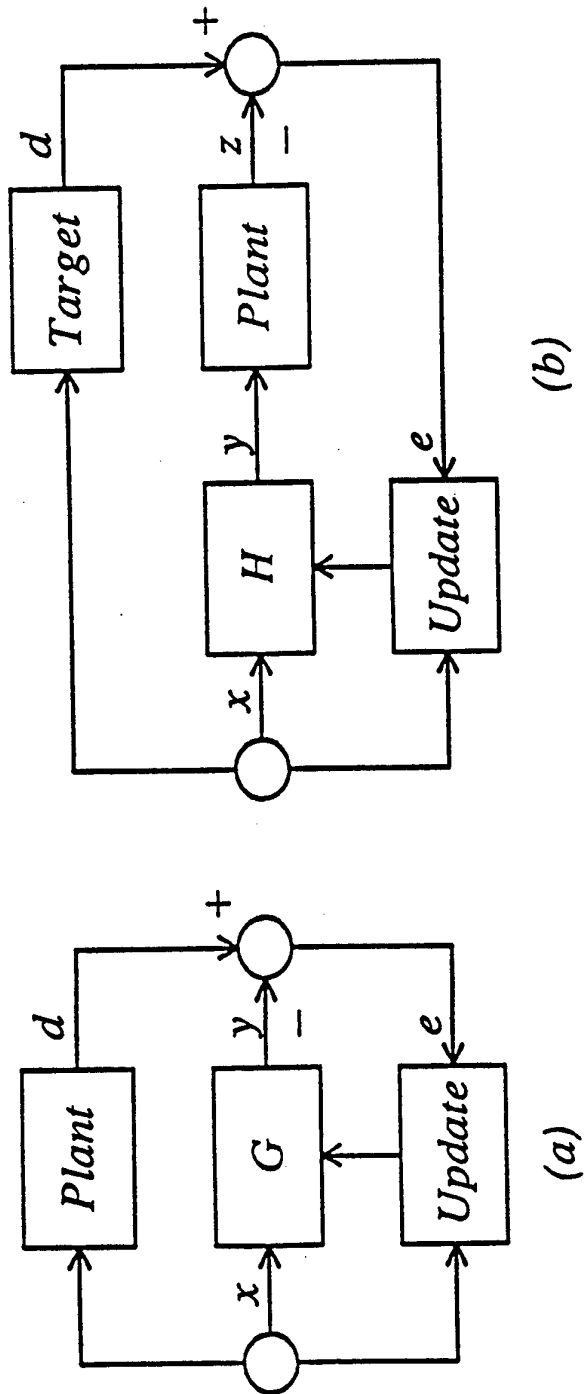 Plant
d
+
x
G
y
−
Update
e
(a)
Target
d
+
x
H
y
Plant
z
−
Update
e
(b)